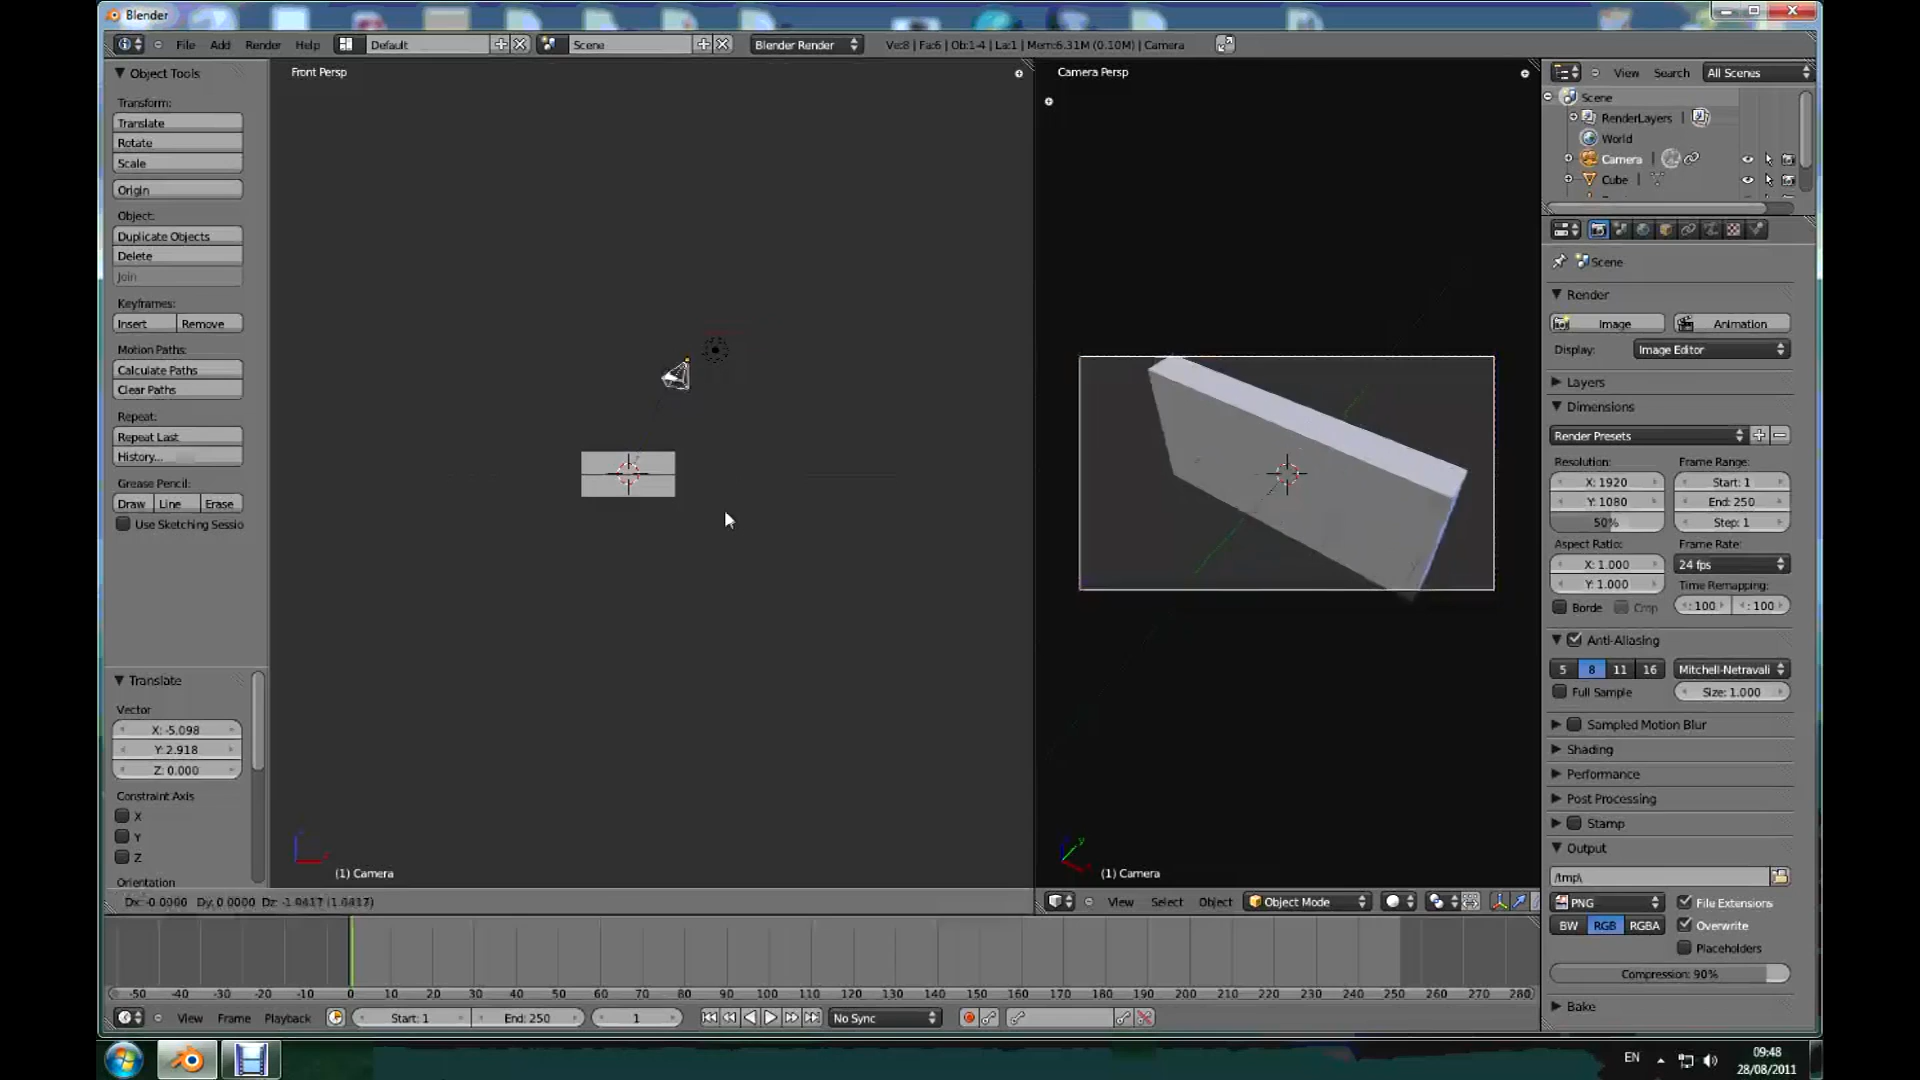 Blender
File Add Render Help Default Scene Blender Render Ve:8 | Fa:6 | Ob:1-4 | La:1 | Mem:6.31M (0.10M) | Camera
Object Tools
Transform:
Translate
Rotate
Scale
Origin
Object:
Duplicate Objects
Delete
Join
Keyframes:
Insert Remove
Motion Paths:
Calculate Paths
Clear Paths
Repeat:
Repeat Last
History...
Grease Pencil:
Draw Line Erase
Use Sketching Sessio
Translate
Vector
X: -5.098
Y: 2.918
Z: 0.000
Constraint Axis
X
Y
Z
Orientation
Front Persp
(1) Camera
Dx: -0.0000 Dy: 0.0000 Dz: -1.0417 (1.0417)
Camera Persp
(1) Camera
View Select Object Object Mode
View Search All Scenes
Scene
RenderLayers |
World
Camera |
Cube |
Scene
Render
Image Animation
Display: Image Editor
Layers
Dimensions
Render Presets
Resolution: Frame Range:
X: 1920 Start: 1
Y: 1080 End: 250
50% Step: 1
Aspect Ratio: Frame Rate:
X: 1.000 24 fps
Y: 1.000 Time Remapping:
Borde Crop : 100 : 100
Anti-Aliasing
5 8 11 16 Mitchell-Netravali
Full Sample Size: 1.000
Sampled Motion Blur
Shading
Performance
Post Processing
Stamp
Output
/tmp\
PNG File Extensions
BW RGB RGBA Overwrite
Placeholders
Compression: 90%
Bake
-50 -40 -30 -20 -10 0 10 20 30 40 50 60 70 80 90 100 110 120 130 140 150 160 170 180 190 200 210 220 230 240 250 260 270 280
View Frame Playback Start: 1 End: 250 1 No Sync
EN 09:48
28/08/2011